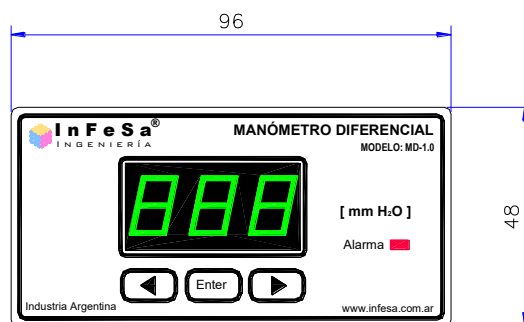 96
InFeSa®
INGENIERÍA
MANÓMETRO DIFERENCIAL
MODELO: MD-1.0
888
[ mm H₂O ]
Alarma
Enter
Industria Argentina
www.infesa.com.ar
48